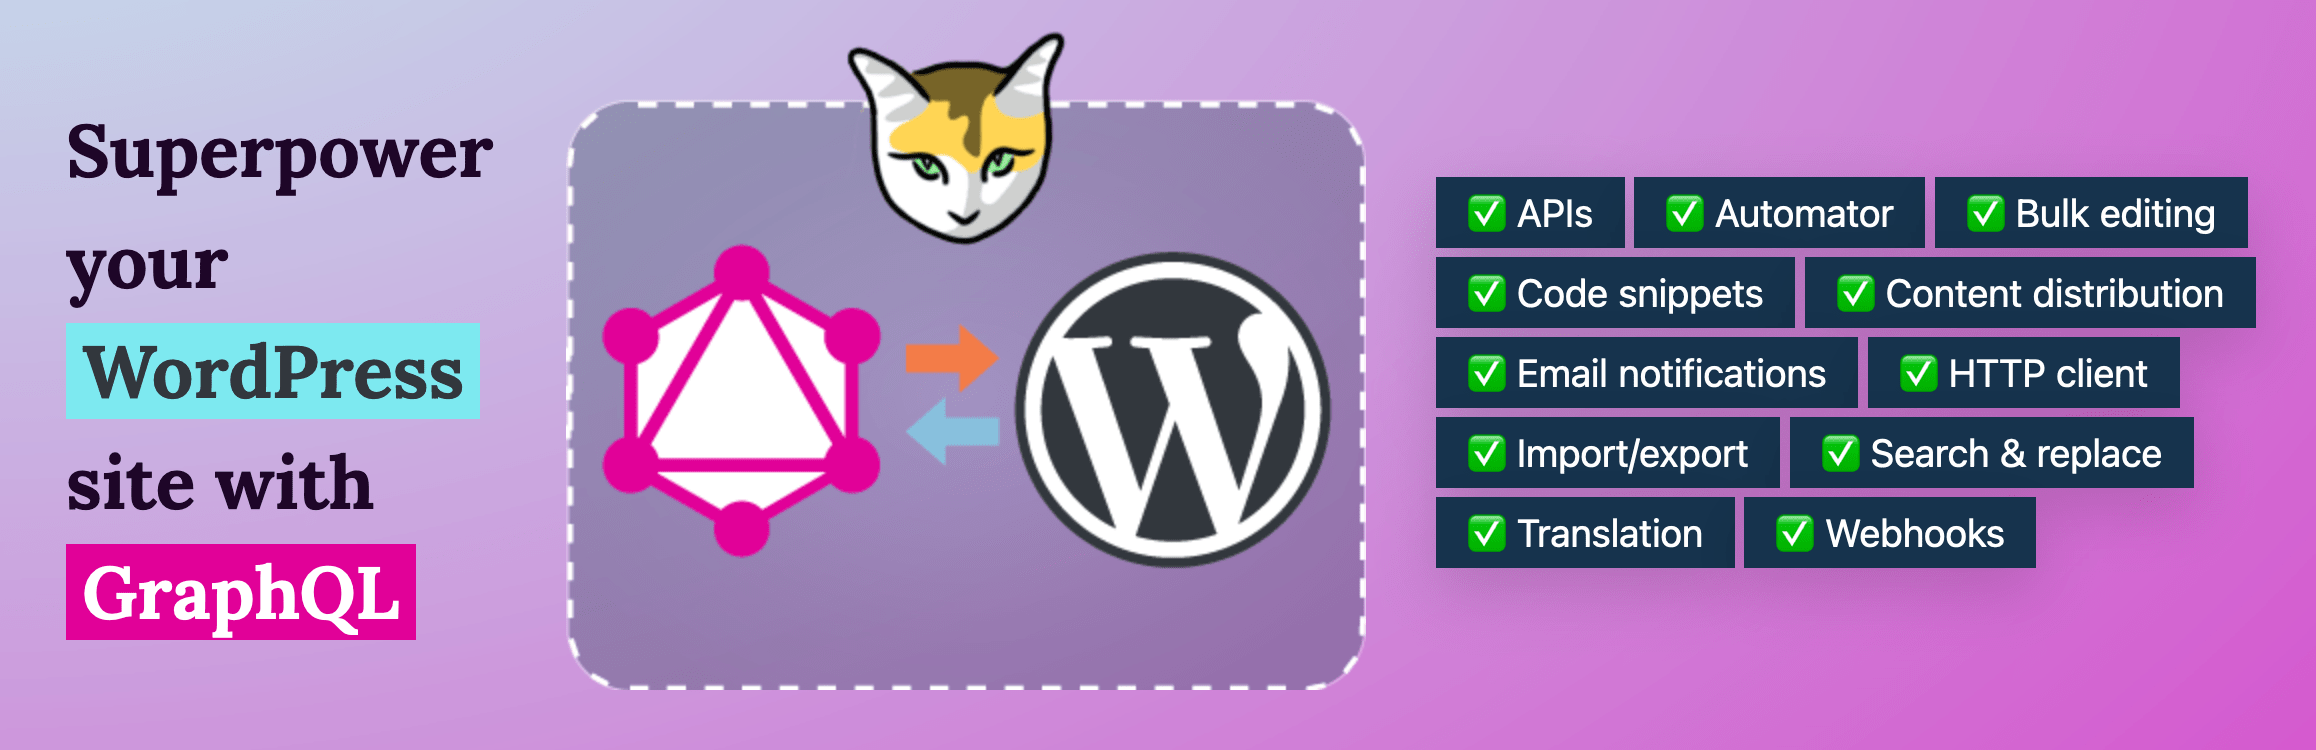 Superpower
your
WordPress
site with
GraphQL
✅ APIs ✅ Automator ✅ Bulk editing
✅ Code snippets ✅ Content distribution
✅ Email notifications ✅ HTTP client
✅ Import/export ✅ Search & replace
✅ Translation ✅ Webhooks